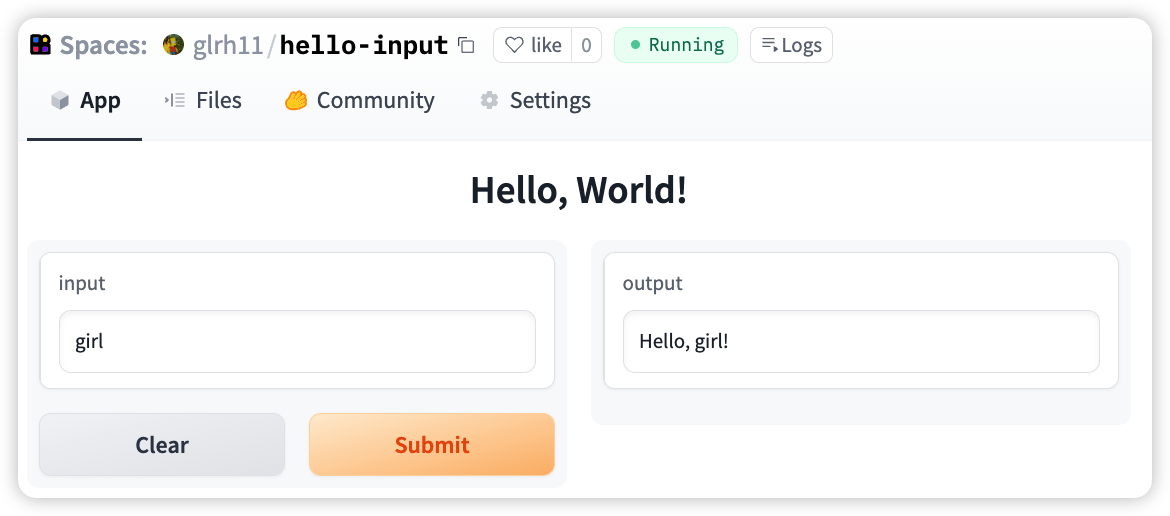 Spaces: glrh11/hello-input like 0 Running Logs
App Files Community Settings
Hello, World!
input
girl
Clear Submit
output
Hello, girl!